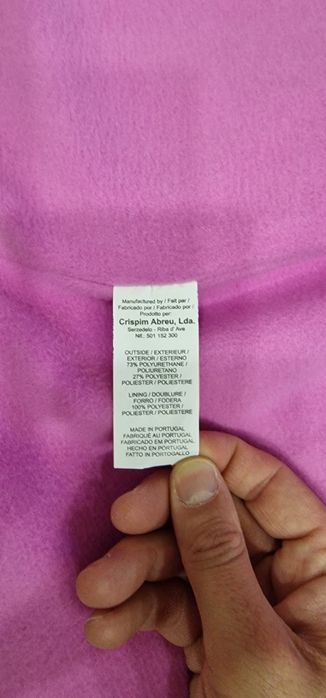 Manufactured by / Fait par /
Fabricado por / Fabricado por /
Prodotto per:
Crispim Abreu, Lda.
Serzedelo - Riba d' Ave
Nif.: 501 152 300
OUTSIDE / EXTERIEUR /
EXTERIOR / ESTERNO
73% POLYURETHANE /
POLIURETANO
27% POLYESTER /
POLIESTER / POLIESTERE
LINING / DOUBLURE /
FORRO / FODERA
100% POLYESTER /
POLIESTER / POLIESTERE
MADE IN PORTUGAL
FABRIQUÉ AU PORTUGAL
FABRICADO EM PORTUGAL
HECHO EN PORTUGAL
FATTO IN PORTOGALLO